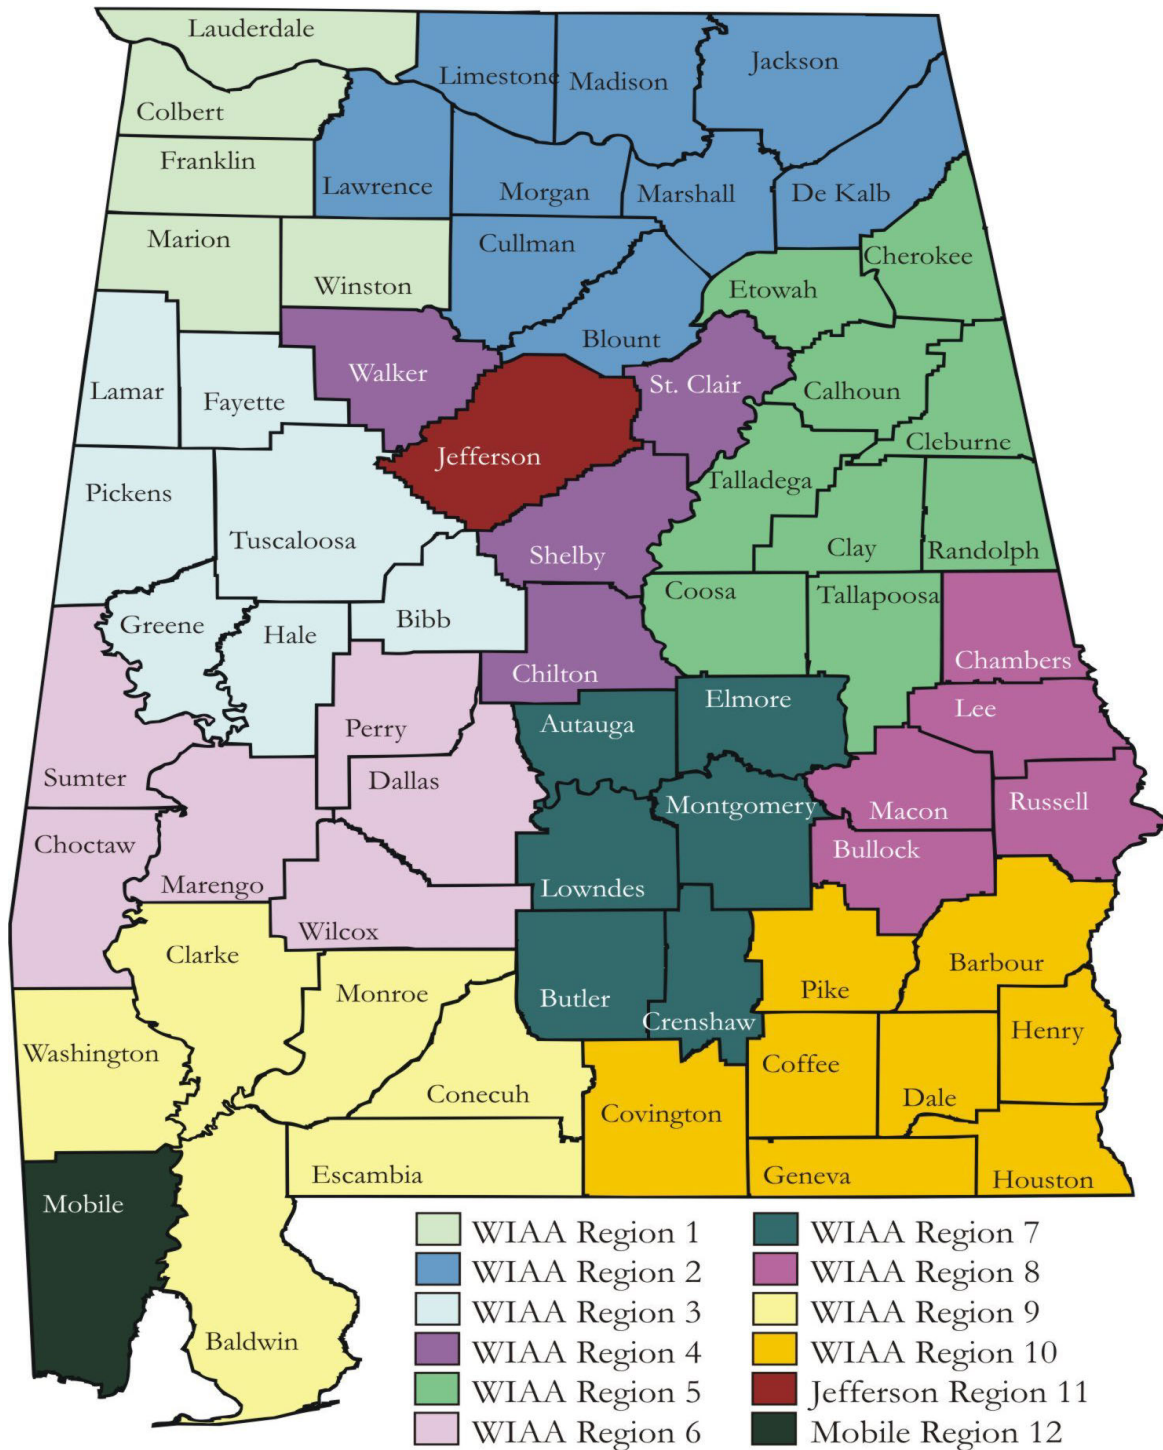 Lauderdale
Limestone
Madison
Jackson
Colbert
Franklin
Lawrence
Morgan
Marshall
De Kalb
Marion
Winston
Cullman
Cherokee
Etowah
Blount
Walker
St. Clair
Lamar
Fayette
Calhoun
Cleburne
Jefferson
Pickens
Talladega
Tuscaloosa
Shelby
Clay
Randolph
Coosa
Tallapoosa
Greene
Hale
Bibb
Chilton
Chambers
Elmore
Lee
Perry
Autauga
Sumter
Dallas
Montgomery
Macon
Russell
Choctaw
Bullock
Marengo
Lowndes
Wilcox
Clarke
Barbour
Monroe
Butler
Pike
Crenshaw
Henry
Washington
Coffee
Conecuh
Covington
Dale
Escambia
Geneva
Houston
Mobile
Baldwin
WIAA Region 1
WIAA Region 2
WIAA Region 3
WIAA Region 4
WIAA Region 5
WIAA Region 6
WIAA Region 7
WIAA Region 8
WIAA Region 9
WIAA Region 10
Jefferson Region 11
Mobile Region 12